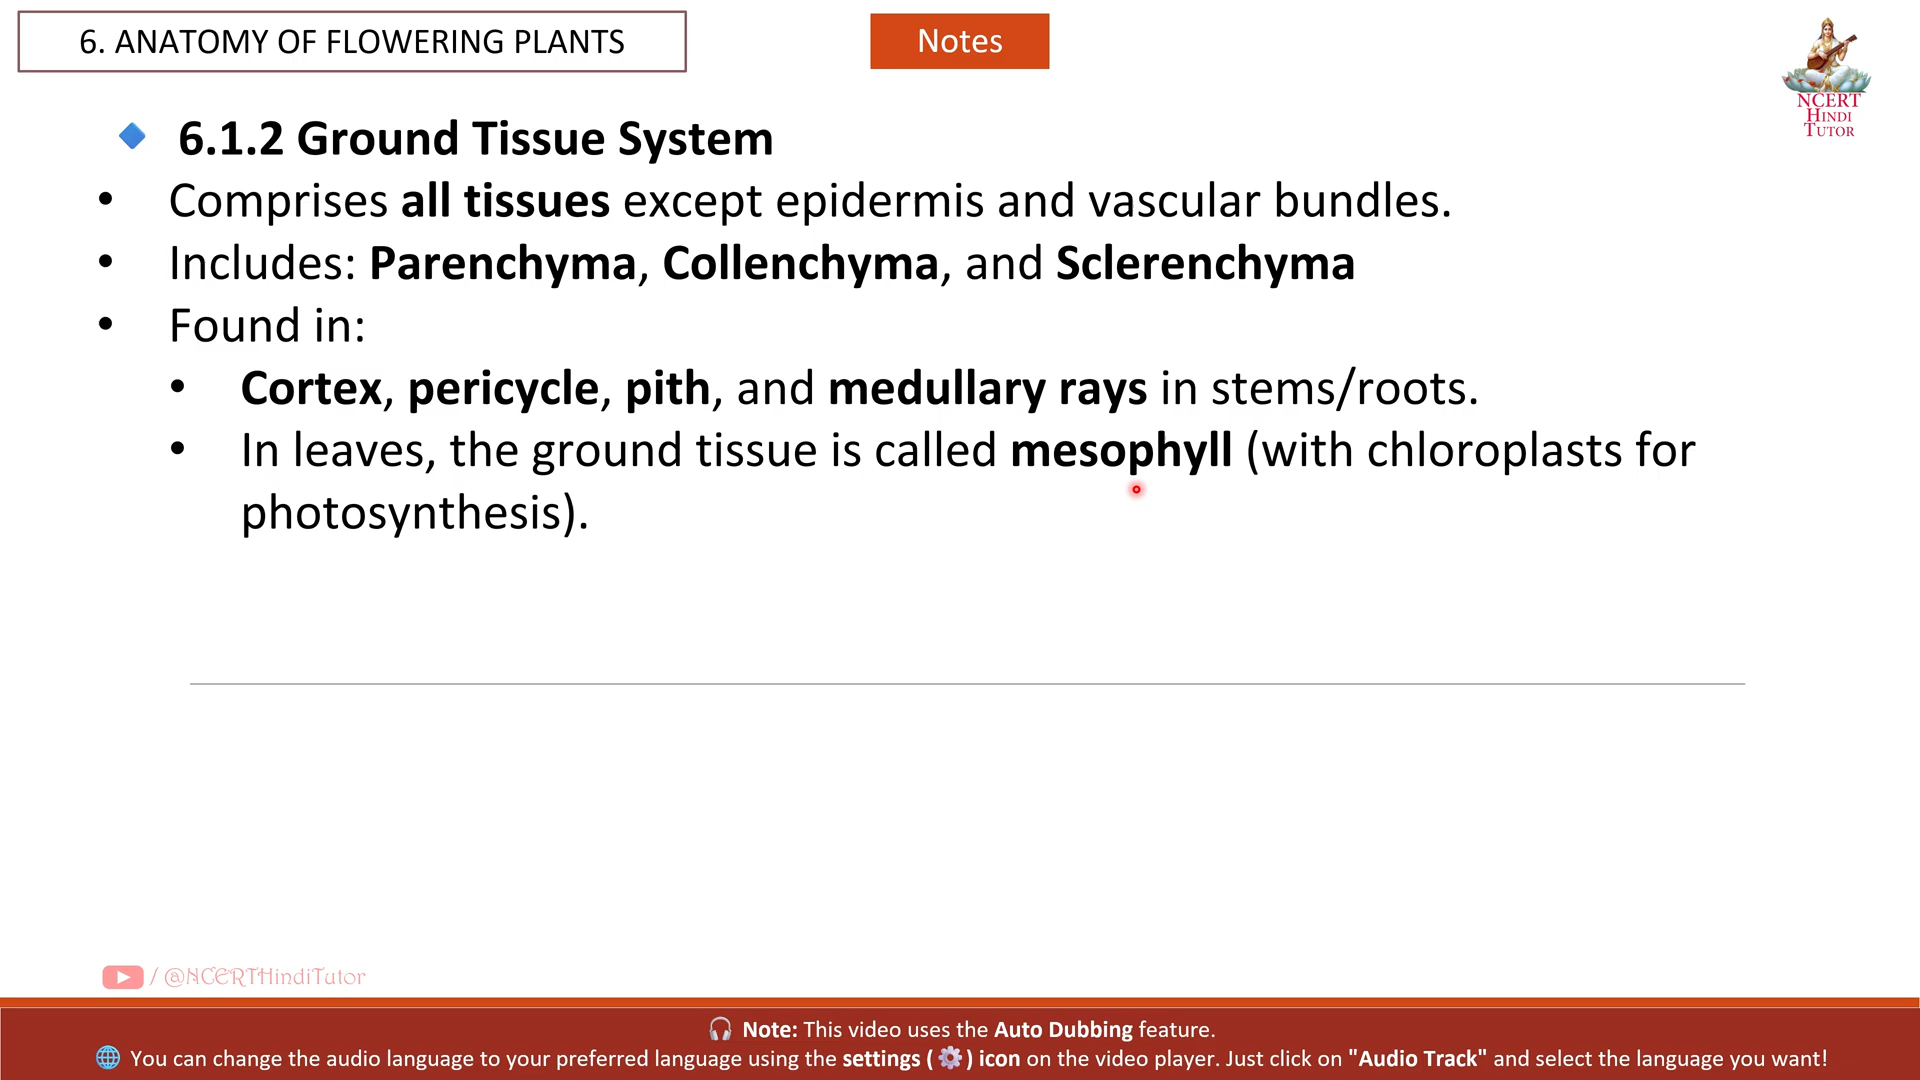 6. ANATOMY OF FLOWERING PLANTS
Notes
NCERT
HINDI
TUTOR
6.1.2 Ground Tissue System
• Comprises all tissues except epidermis and vascular bundles.
• Includes: Parenchyma, Collenchyma, and Sclerenchyma
• Found in:
• Cortex, pericycle, pith, and medullary rays in stems/roots.
• In leaves, the ground tissue is called mesophyll (with chloroplasts for
photosynthesis).
/ @NCERTHindiTutor
Note: This video uses the Auto Dubbing feature.
You can change the audio language to your preferred language using the settings ( ⚙ ) icon on the video player. Just click on "Audio Track" and select the language you want!